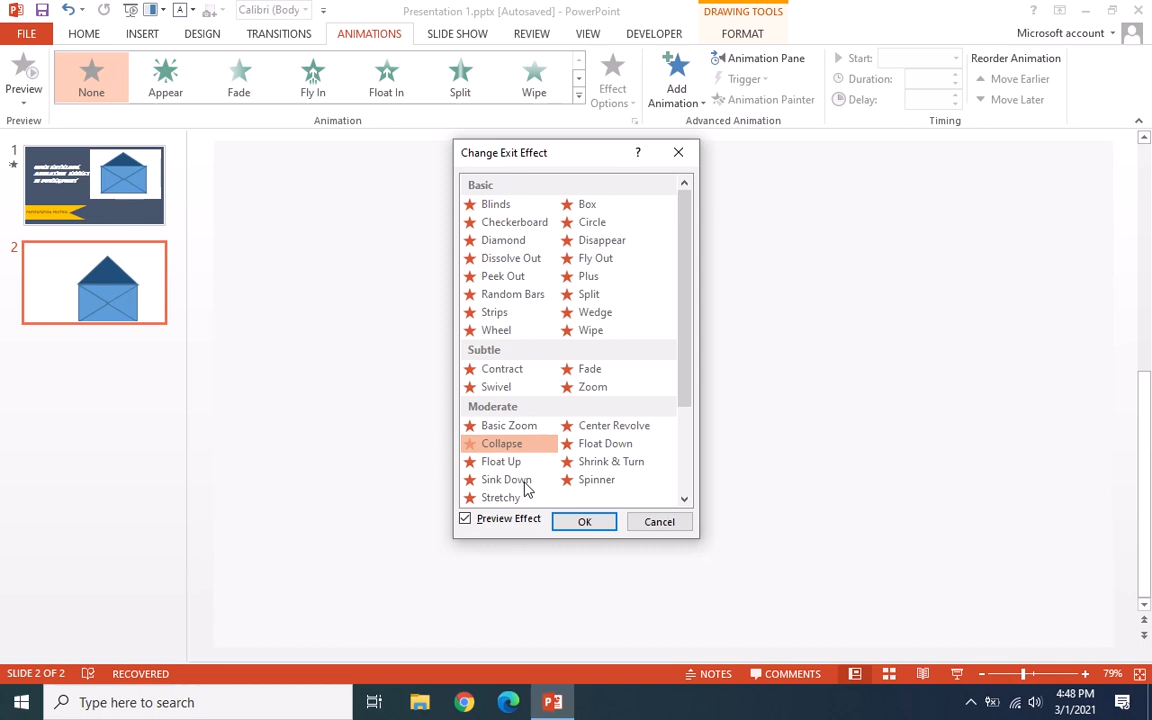 Calibri (Body
Presentation 1.pptx [Autosaved] - PowerPoint
DRAWING TOOLS
FILE HOME INSERT DESIGN TRANSITIONS ANIMATIONS SLIDE SHOW REVIEW VIEW DEVELOPER FORMAT Microsoft account
Preview
None Appear Fade Fly In Float In Split Wipe
Effect Options
Add Animation
Animation Pane
Trigger
Animation Painter
Start:
Duration:
Delay:
Reorder Animation
Move Earlier
Move Later
Preview Animation Advanced Animation Timing
1
2
Change Exit Effect ?
Basic
Blinds Box
Checkerboard Circle
Diamond Disappear
Dissolve Out Fly Out
Peek Out Plus
Random Bars Split
Strips Wedge
Wheel Wipe
Subtle
Contract Fade
Swivel Zoom
Moderate
Basic Zoom Center Revolve
Collapse Float Down
Float Up Shrink & Turn
Sink Down Spinner
Stretchy
Preview Effect OK Cancel
SLIDE 2 OF 2 RECOVERED NOTES COMMENTS 79%
Type here to search
4:48 PM
3/1/2021